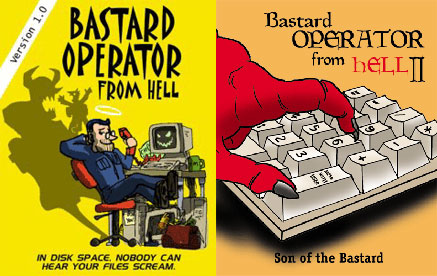 version 1.0
BASTARD
OPERATOR
FROM HELL
IN DISK SPACE, NOBODY CAN
HEAR YOUR FILES SCREAM.
Bastard
OPERATOR
from hELL II
Son of the Bastard